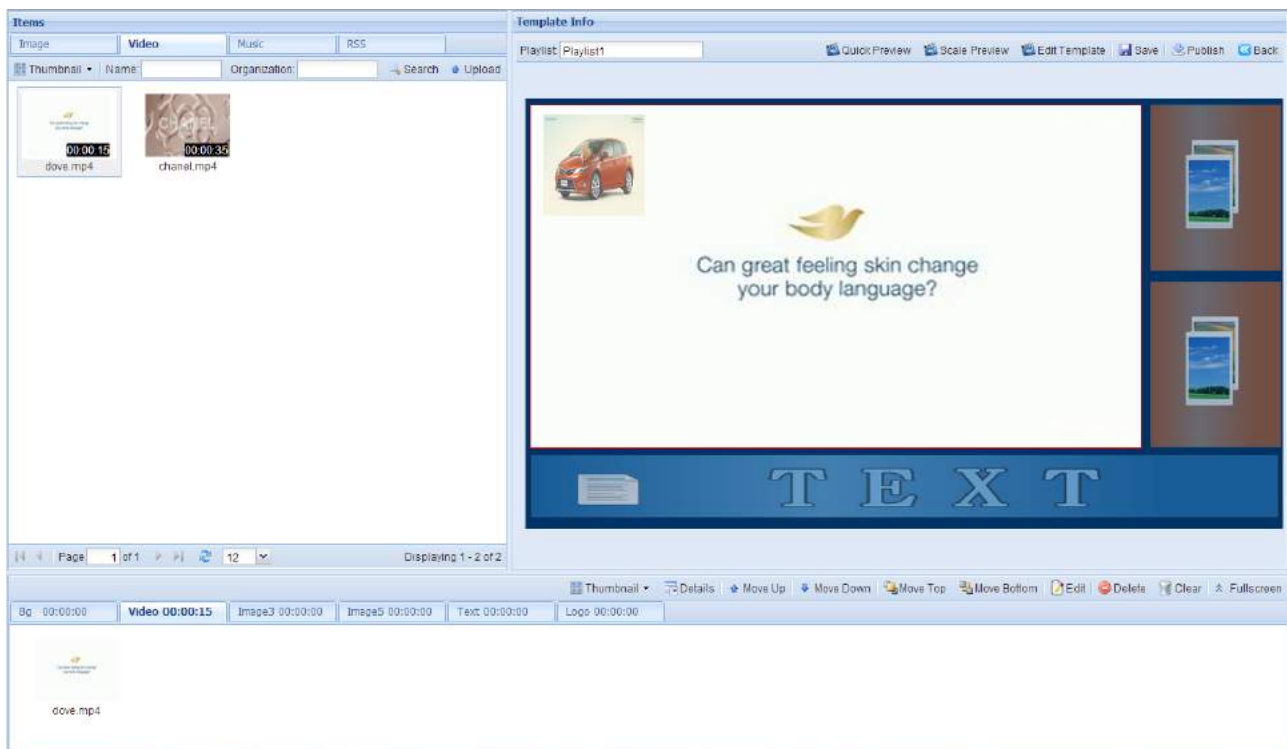 Items
Image Video Music RSS
Thumbnail Name: Organization: Search Upload
00:00:15
dove.mp4
CHANEL
00:00:35
chanel.mp4
Page 1 of 1 12 Displaying 1 - 2 of 2
Template Info
Playlist: Playlist1 Quick Preview Scale Preview Edit Template Save Publish Back
Can great feeling skin change
your body language?
TEXT
Thumbnail Details Move Up Move Down Move Top Move Bottom Edit Delete Clear Fullscreen
Bg 00:00:00 Video 00:00:15 Image3 00:00:00 Image5 00:00:00 Text 00:00:00 Logo 00:00:00
dove.mp4